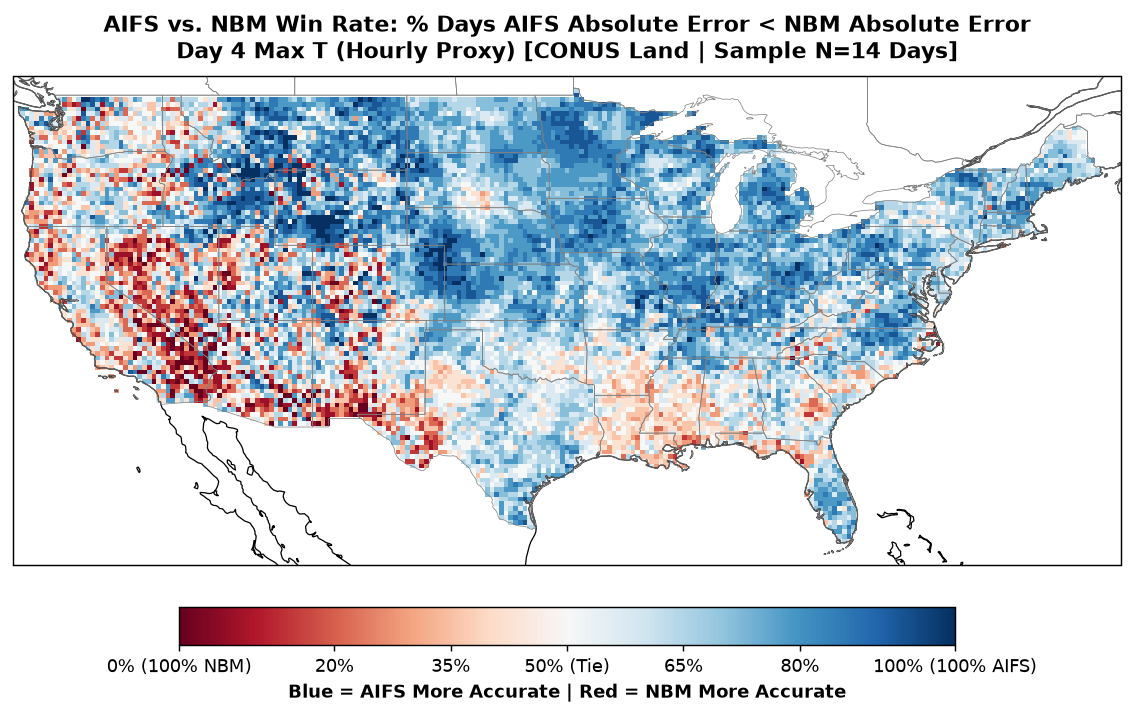 AIFS vs. NBM Win Rate: % Days AIFS Absolute Error < NBM Absolute Error
Day 4 Max T (Hourly Proxy) [CONUS Land | Sample N=14 Days]
0% (100% NBM) 20% 35% 50% (Tie) 65% 80% 100% (100% AIFS)
Blue = AIFS More Accurate | Red = NBM More Accurate